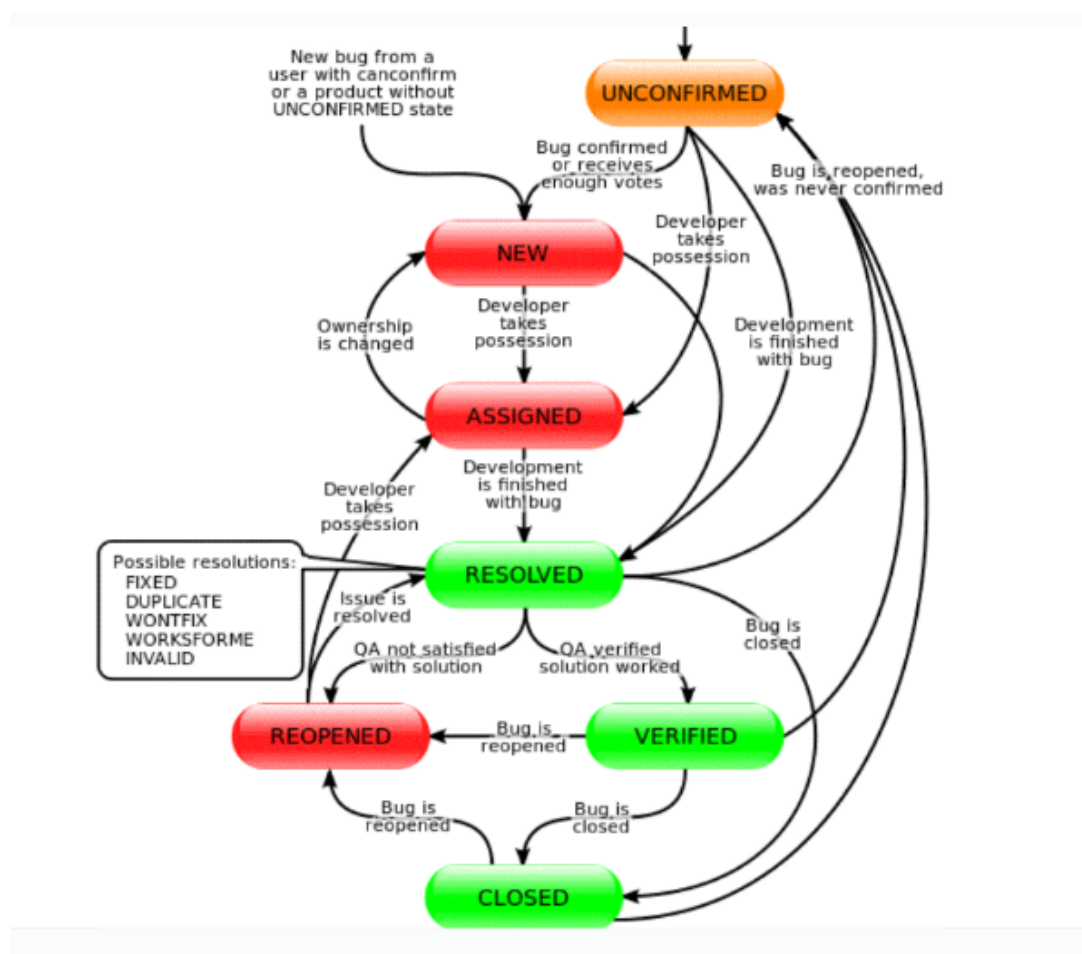 New bug from a
user with canconfirm
or a product without
UNCONFIRMED state
UNCONFIRMED
Bug confirmed
or receives
enough votes
Bug is reopened,
was never confirmed
Developer
takes
possession
NEW
Ownership
is changed
Developer
takes
possession
Development
is finished
with bug
ASSIGNED
Developer
takes
possession
Development
is finished
with bug
Possible resolutions:
FIXED
DUPLICATE
WONTFIX
WORKSFORME
INVALID
RESOLVED
Issue is
resolved
QA not satisfied
with solution
QA verified
solution worked
Bug is
closed
REOPENED
Bug is
reopened
VERIFIED
Bug is
reopened
Bug is
closed
CLOSED